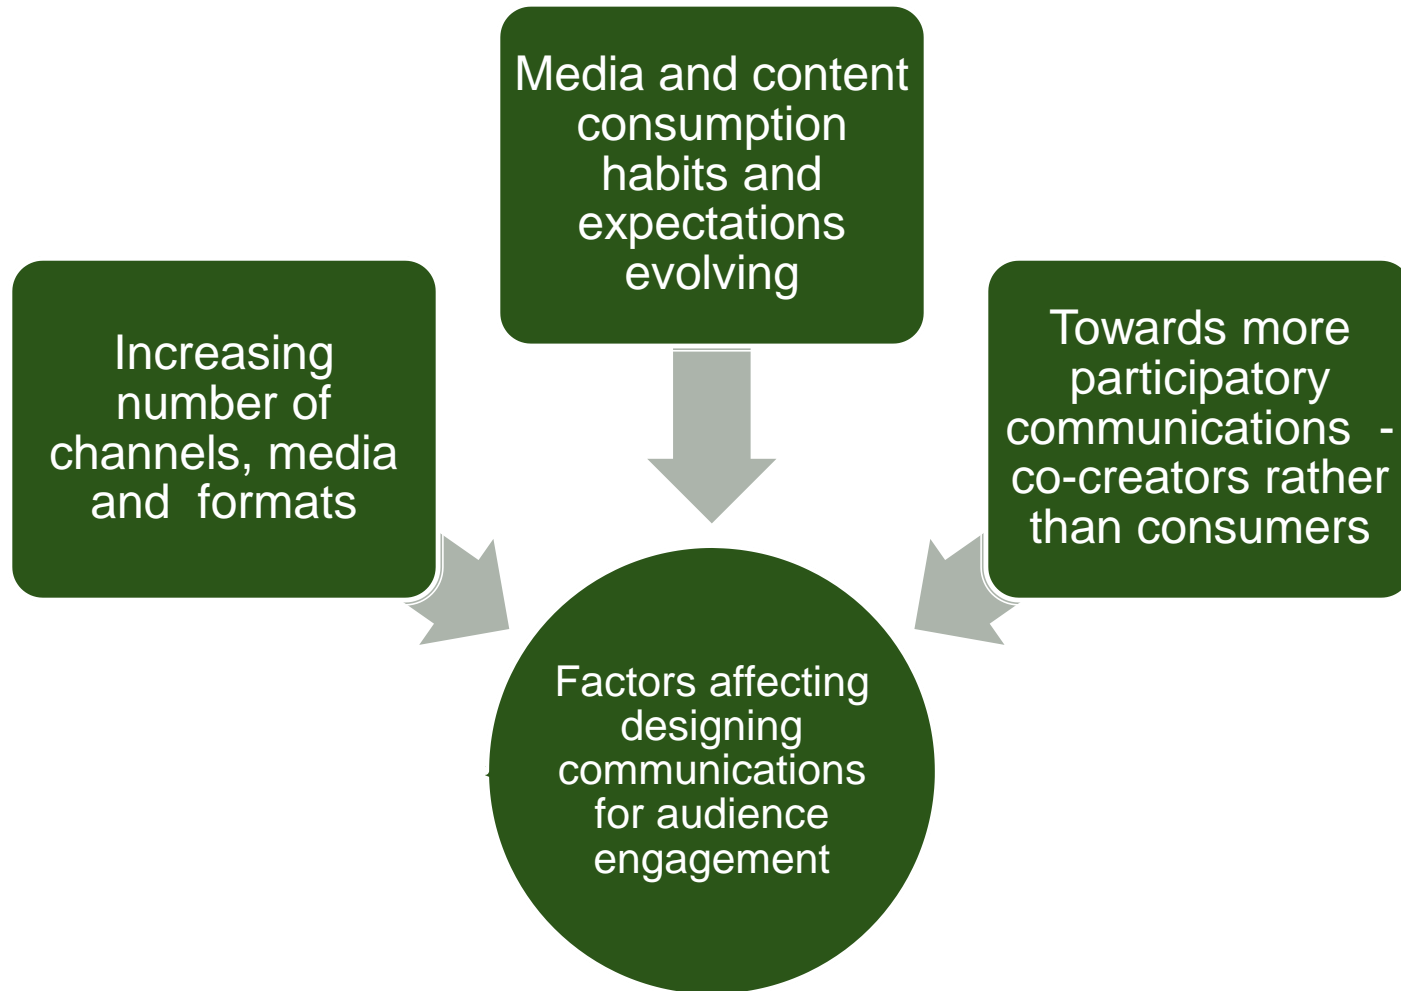 Media and content
consumption
habits and
expectations
evolving
Increasing
number of
channels, media
and  formats
Towards more
participatory
communications  -
co-creators rather
than consumers
Factors affecting
designing
communications
for audience
engagement